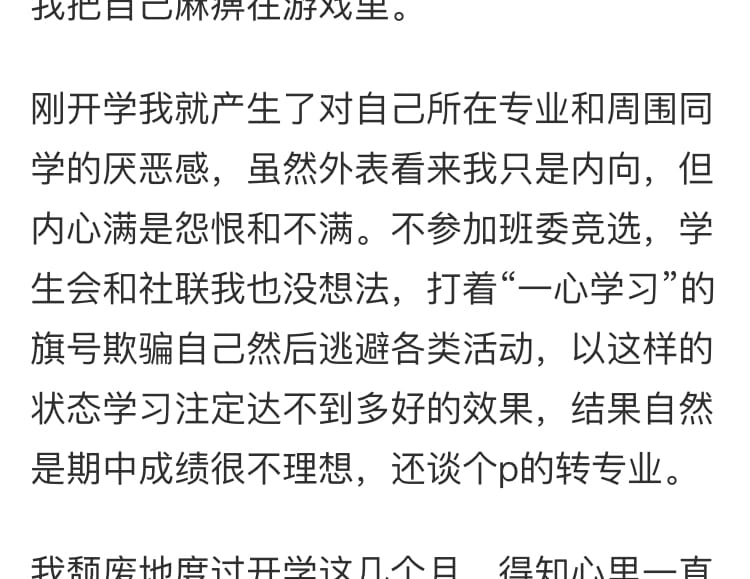 我把自己麻痹在游戏里。
刚开学我就产生了对自己所在专业和周围同
学的厌恶感，虽然外表看来我只是内向，但
内心满是怨恨和不满。不参加班委竞选，学
生会和社联我也没想法，打着“一心学习”的
旗号欺骗自己然后逃避各类活动，以这样的
状态学习注定达不到多好的效果，结果自然
是期中成绩很不理想，还谈个p的转专业。
我颓废地度过开学这几个月，得知心里一直